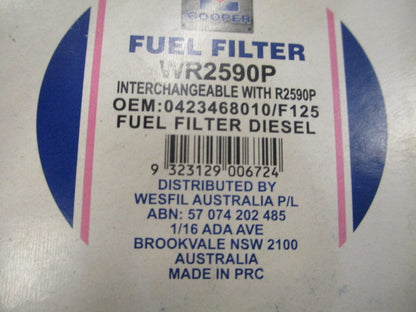 COOPER
FUEL FILTER
WR2590P
INTERCHANGEABLE WITH R2590P
OEM:0423468010/F125
FUEL FILTER DIESEL
9 323129 006724
DISTRIBUTED BY
WESFIL AUSTRALIA P/L
ABN: 57 074 202 485
1/16 ADA AVE
BROOKVALE NSW 2100
AUSTRALIA
MADE IN PRC